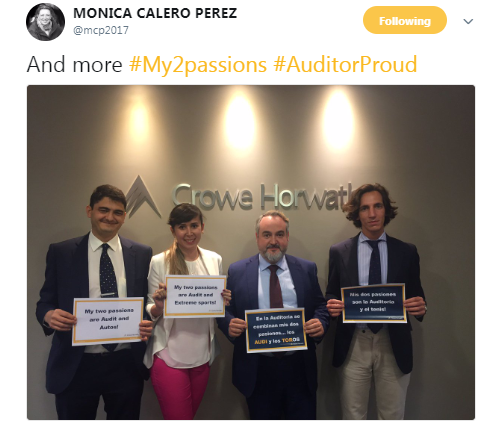 MONICA CALERO PEREZ
@mcp2017
Following
And more #My2passions #AuditorProud
Crowe Horwath
My two passions
are Audit and
Autos!
My two passions
are Audit and
Extreme sports!
En la Auditoría se
combinan mis dos
pasiones... los
AUDI y los TOROS
Mis dos pasiones
son la Auditoría
y el tenis!